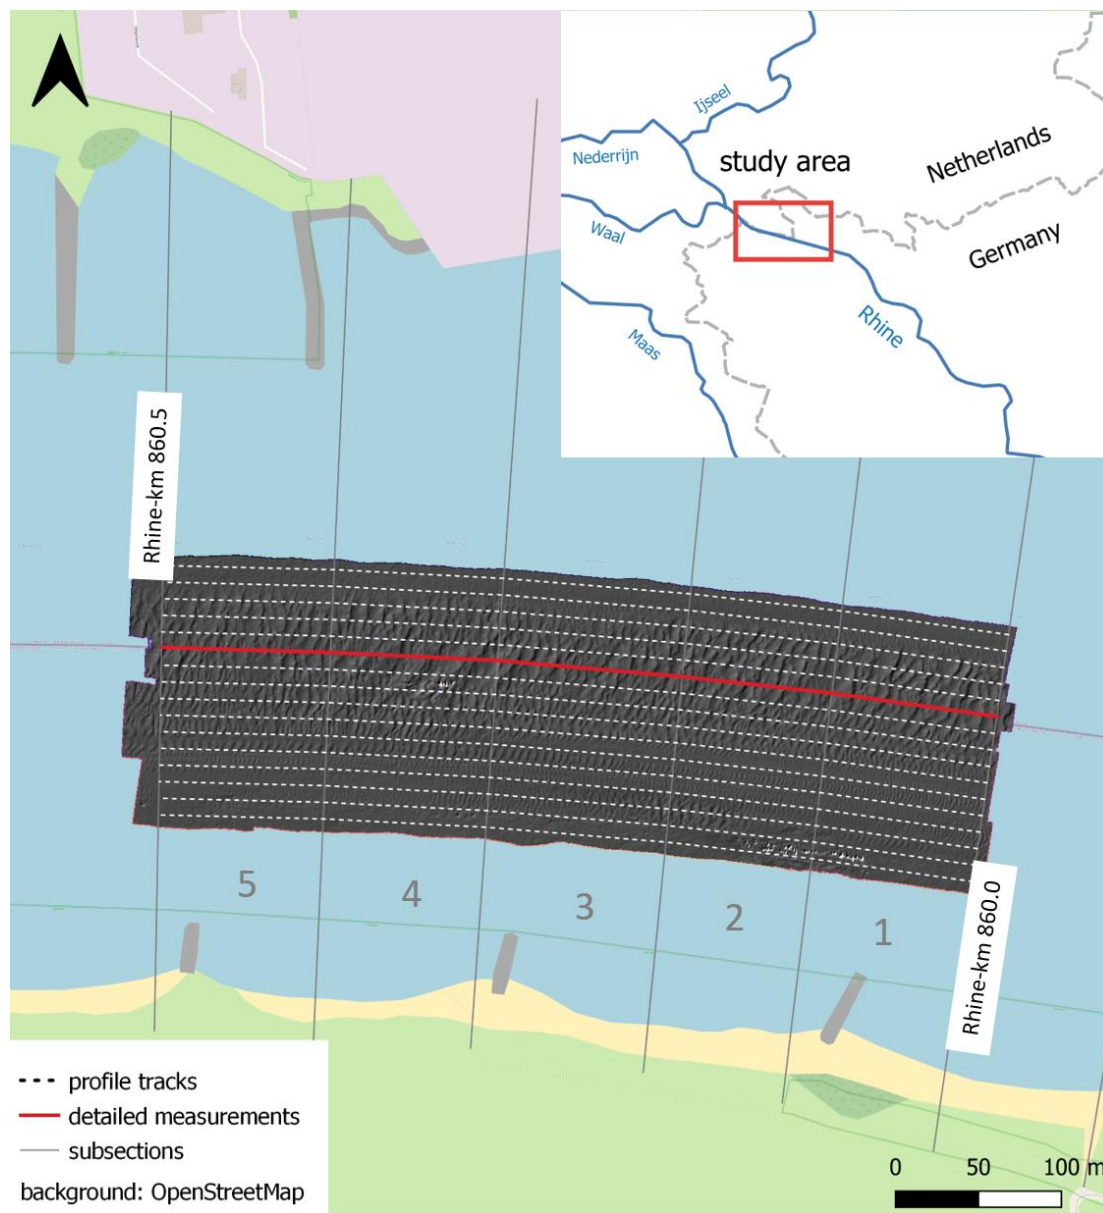 Ijseel
Nederrijn
study area
Netherlands
Waal
Germany
Maas
Rhine
Rhine-km 860.5
5
4
3
2
1
Rhine-km 860.0
profile tracks
detailed measurements
subsections
background: OpenStreetMap
0 50 100 m